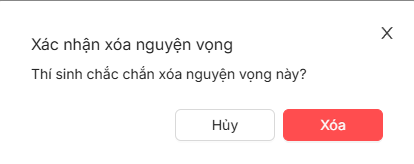 Xác nhận xóa nguyện vọng
Thí sinh chắc chắn xóa nguyện vọng này?
Hủy
Xóa